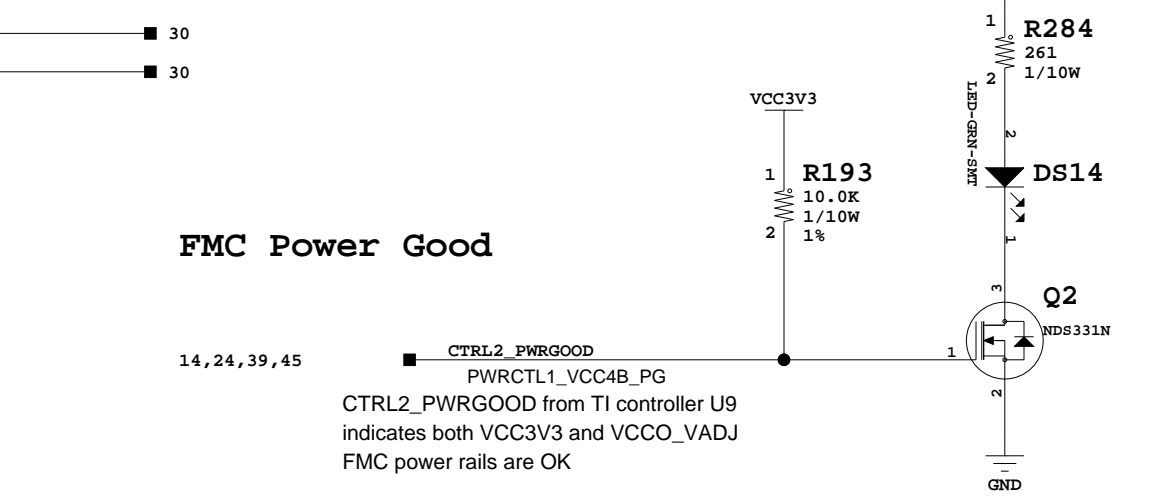 30
30
1
R284
261
1/10W
2
LED-GRN-SMT
2
DS14
1
VCC3V3
1
R193
10.0K
1/10W
1%
2
FMC Power Good
3
Q2
NDS331N
1
2
GND
14,24,39,45
CTRL2_PWRGOOD
PWRCTL1_VCC4B_PG
CTRL2_PWRGOOD from TI controller U9
indicates both VCC3V3 and VCCO_VADJ
FMC power rails are OK